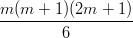 m(m + 1)(2m + 1)
6